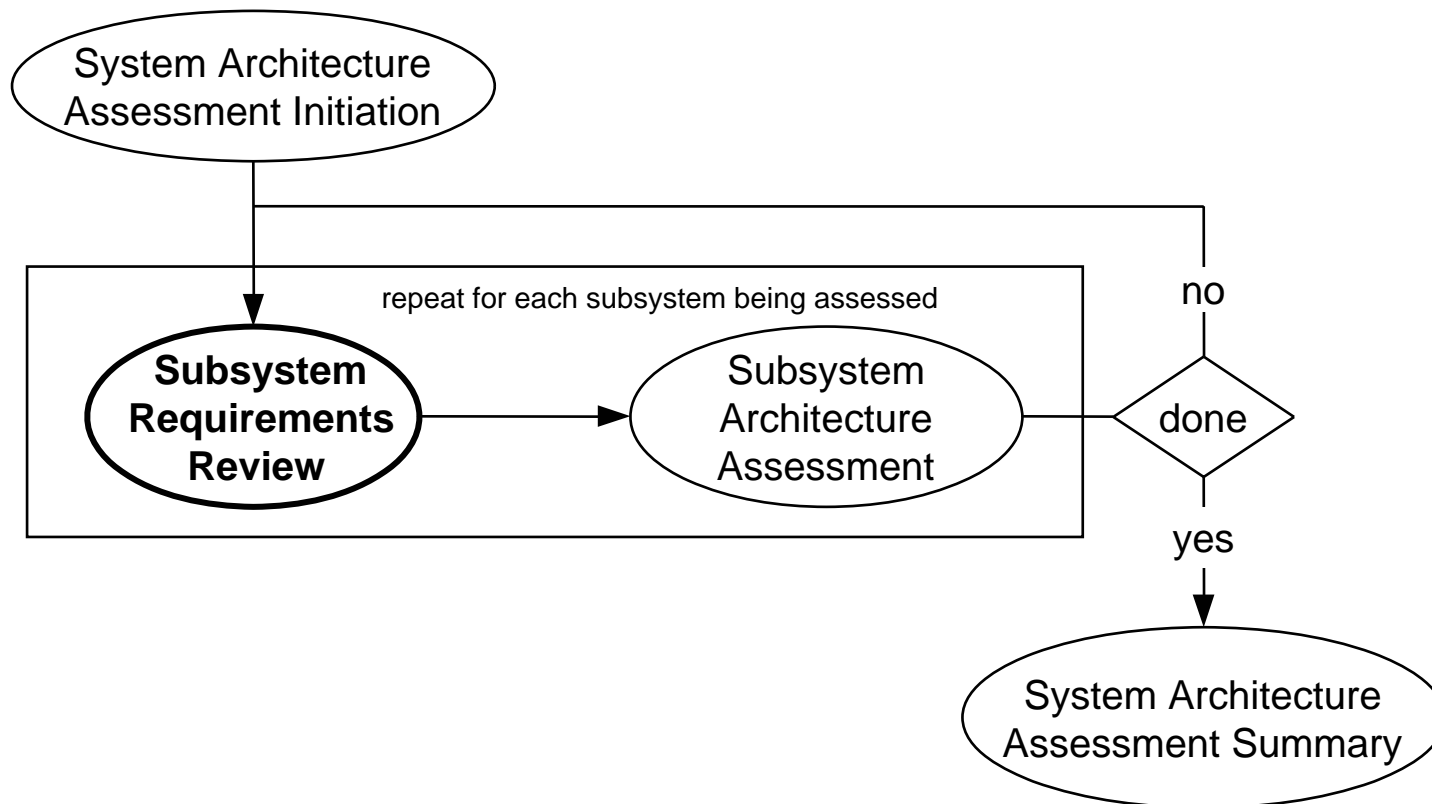 System Architecture
Assessment Initiation
repeat for each subsystem being assessed
no
Subsystem
Requirements
Review
Subsystem
Architecture
Assessment
done
yes
System Architecture
Assessment Summary